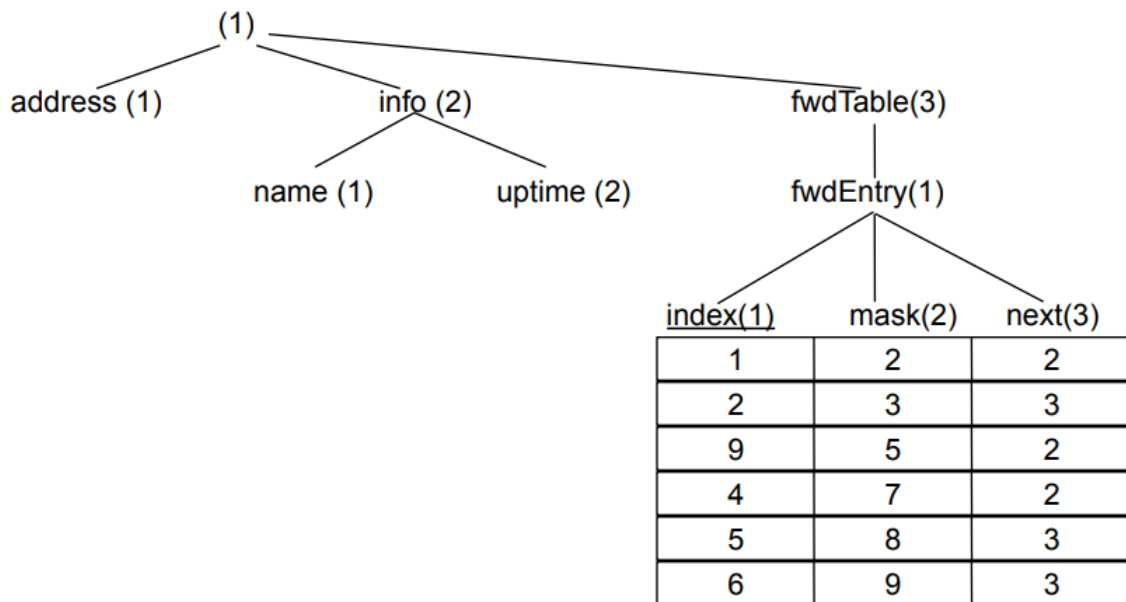 (1)
address (1) info (2) fwdTable(3)
name (1) uptime (2) fwdEntry(1)
index(1) mask(2) next(3)
1 2 2
2 3 3
9 5 2
4 7 2
5 8 3
6 9 3